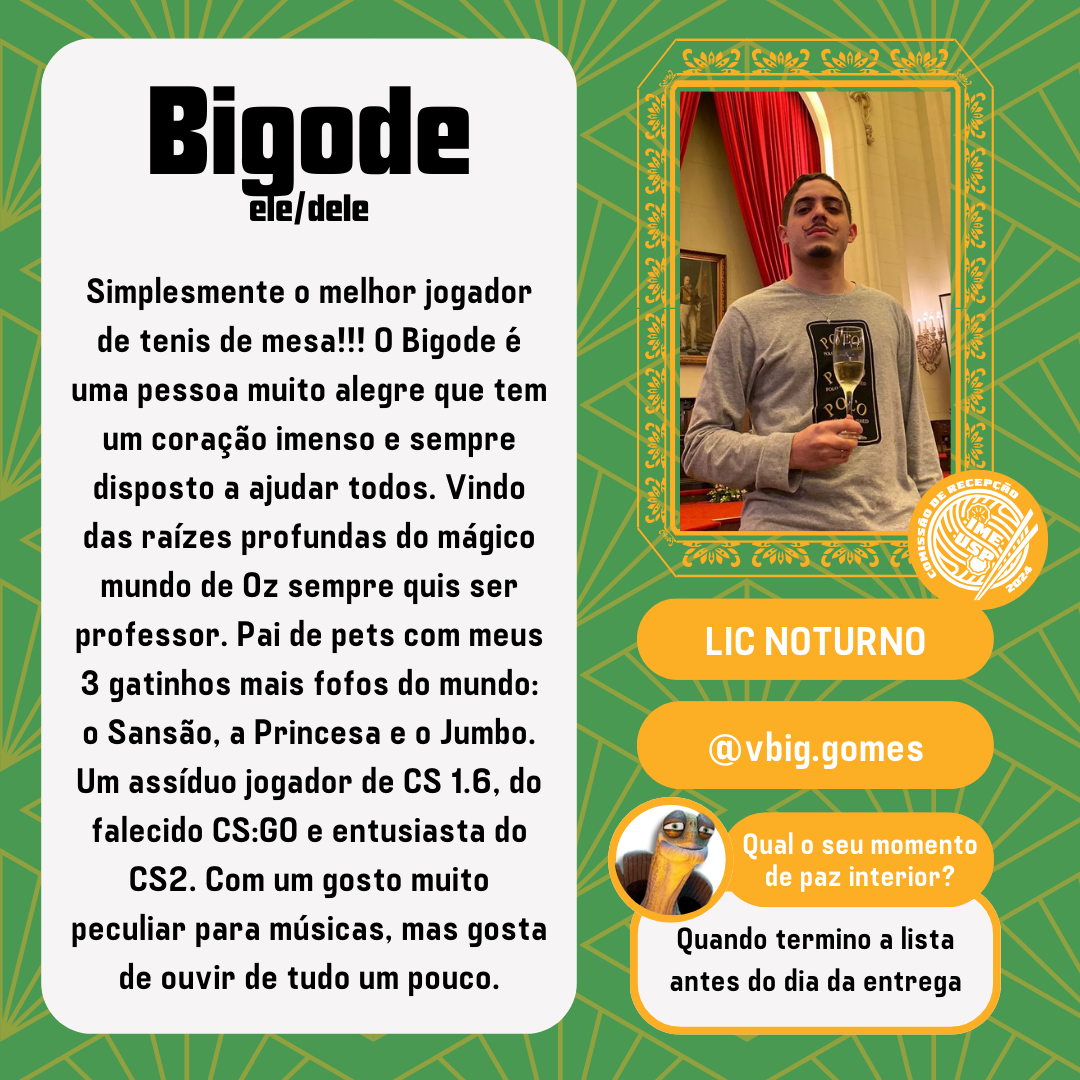 Bigode
ele/dele
Simplesmente o melhor jogador
de tenis de mesa!!! O Bigode é
uma pessoa muito alegre que tem
um coração imenso e sempre
disposto a ajudar todos. Vindo
das raízes profundas do mágico
mundo de Oz sempre quis ser
professor. Pai de pets com meus
3 gatinhos mais fofos do mundo:
o Sansão, a Princesa e o Jumbo.
Um assíduo jogador de CS 1.6, do
falecido CS:GO e entusiasta do
CS2. Com um gosto muito
peculiar para músicas, mas gosta
de ouvir de tudo um pouco.
POLO
COMISSÃO DE RECEPÇÃO
IME-
USP
2024
LIC NOTURNO
@vbig.gomes
Qual o seu momento
de paz interior?
Quando termino a lista
antes do dia da entrega